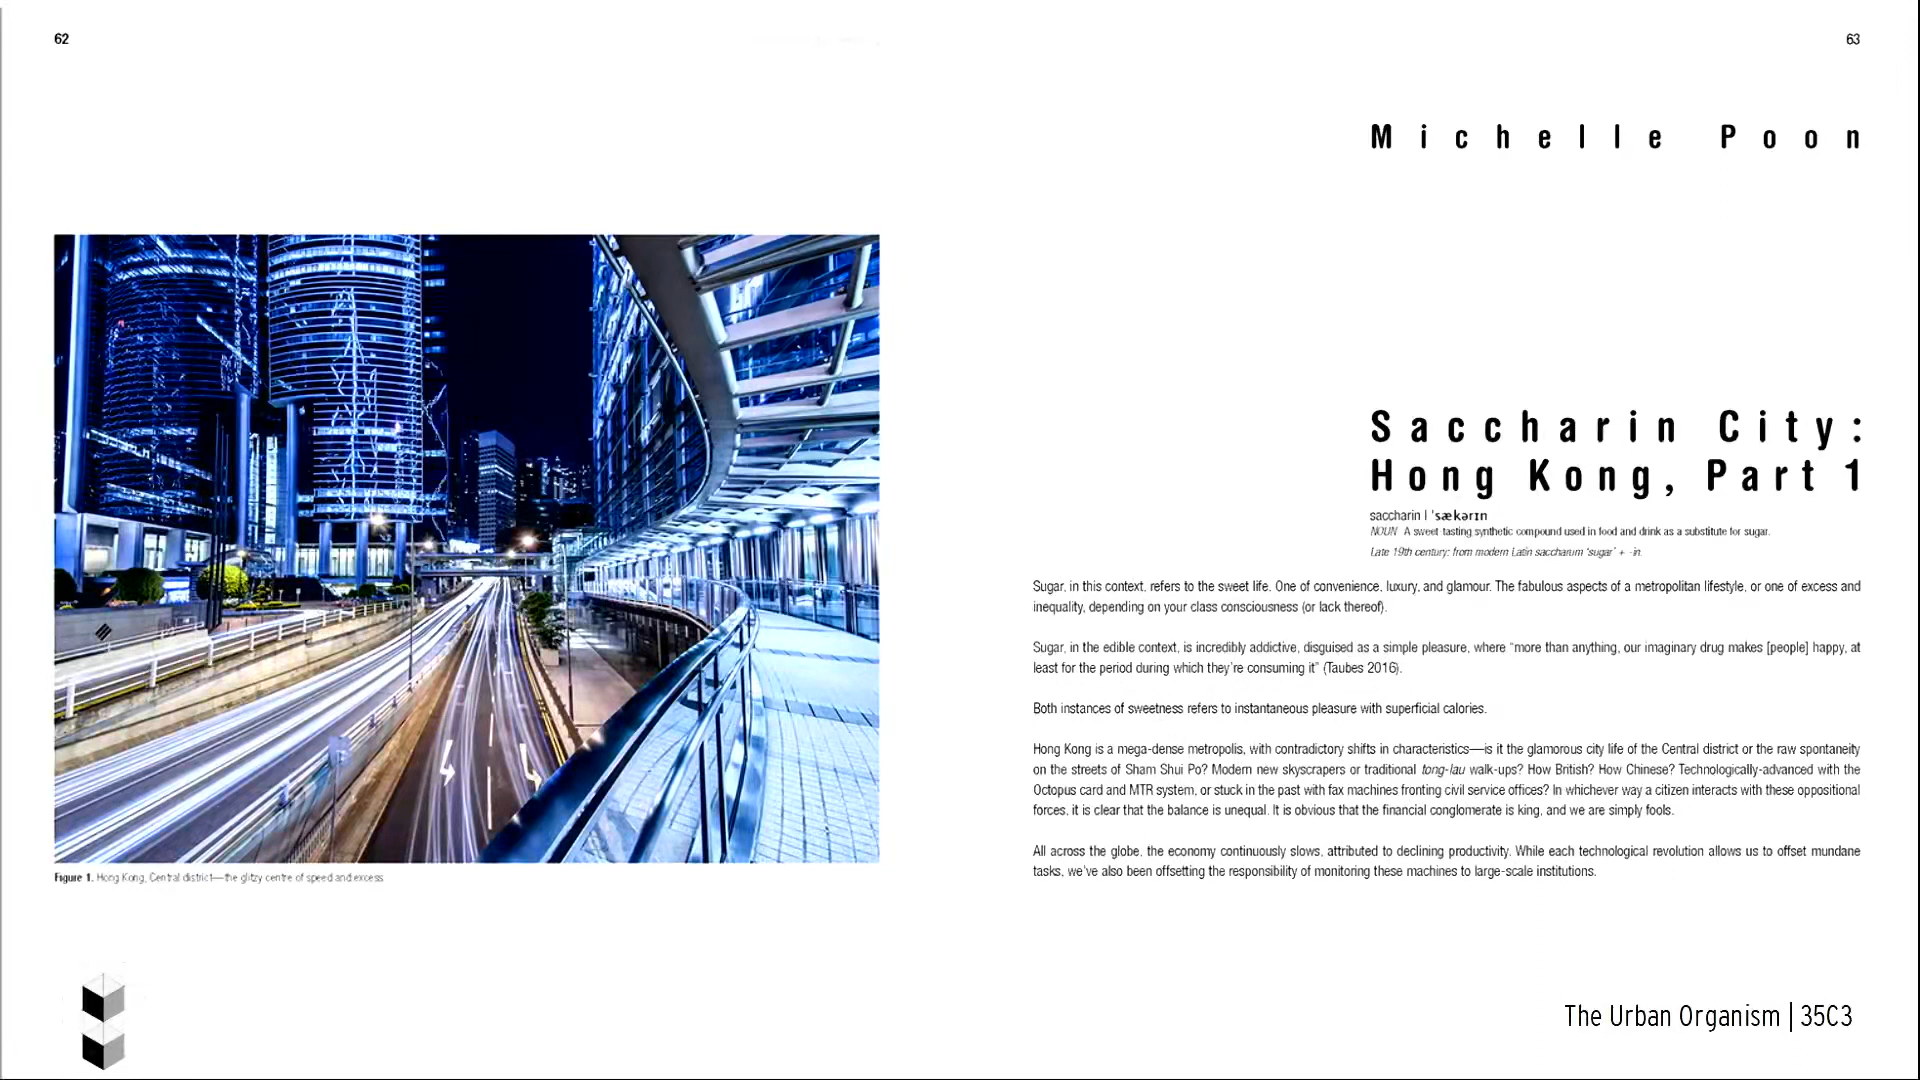 62
63
Michelle Poon
Saccharin City:
Hong Kong, Part 1
saccharin | ˈsækərɪn
NOUN A sweet-tasting synthetic compound used in food and drink as a substitute for sugar.
Late 19th century: from modern Latin saccharum 'sugar' + -in.
Sugar, in this context, refers to the sweet life. One of convenience, luxury, and glamour. The fabulous aspects of a metropolitan lifestyle, or one of excess and
inequality, depending on your class consciousness (or lack thereof).
Sugar, in the edible context, is incredibly addictive, disguised as a simple pleasure, where “more than anything, our imaginary drug makes [people] happy, at
least for the period during which they’re consuming it” (Taubes 2016).
Both instances of sweetness refers to instantaneous pleasure with superficial calories.
Hong Kong is a mega-dense metropolis, with contradictory shifts in characteristics—is it the glamorous city life of the Central district or the raw spontaneity
on the streets of Sham Shui Po? Modern new skyscrapers or traditional tong-lau walk-ups? How British? How Chinese? Technologically-advanced with the
Octopus card and MTR system, or stuck in the past with fax machines fronting civil service offices? In whichever way a citizen interacts with these oppositional
forces, it is clear that the balance is unequal. It is obvious that the financial conglomerate is king, and we are simply fools.
All across the globe, the economy continuously slows, attributed to declining productivity. While each technological revolution allows us to offset mundane
tasks, we’ve also been offsetting the responsibility of monitoring these machines to large-scale institutions.
Figure 1. Hong Kong, Central district—the glitzy centre of speed and excess.
The Urban Organism | 35C3